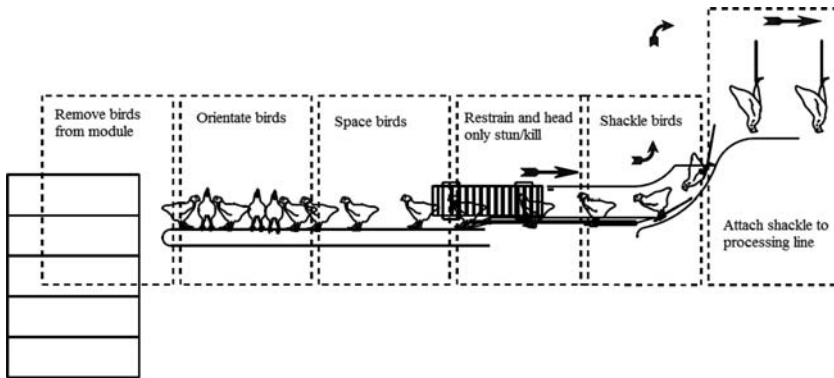 Remove birds
from module
Orientate birds
Space birds
Restrain and head
only stun/kill
Shackle birds
Attach shackle to
processing line